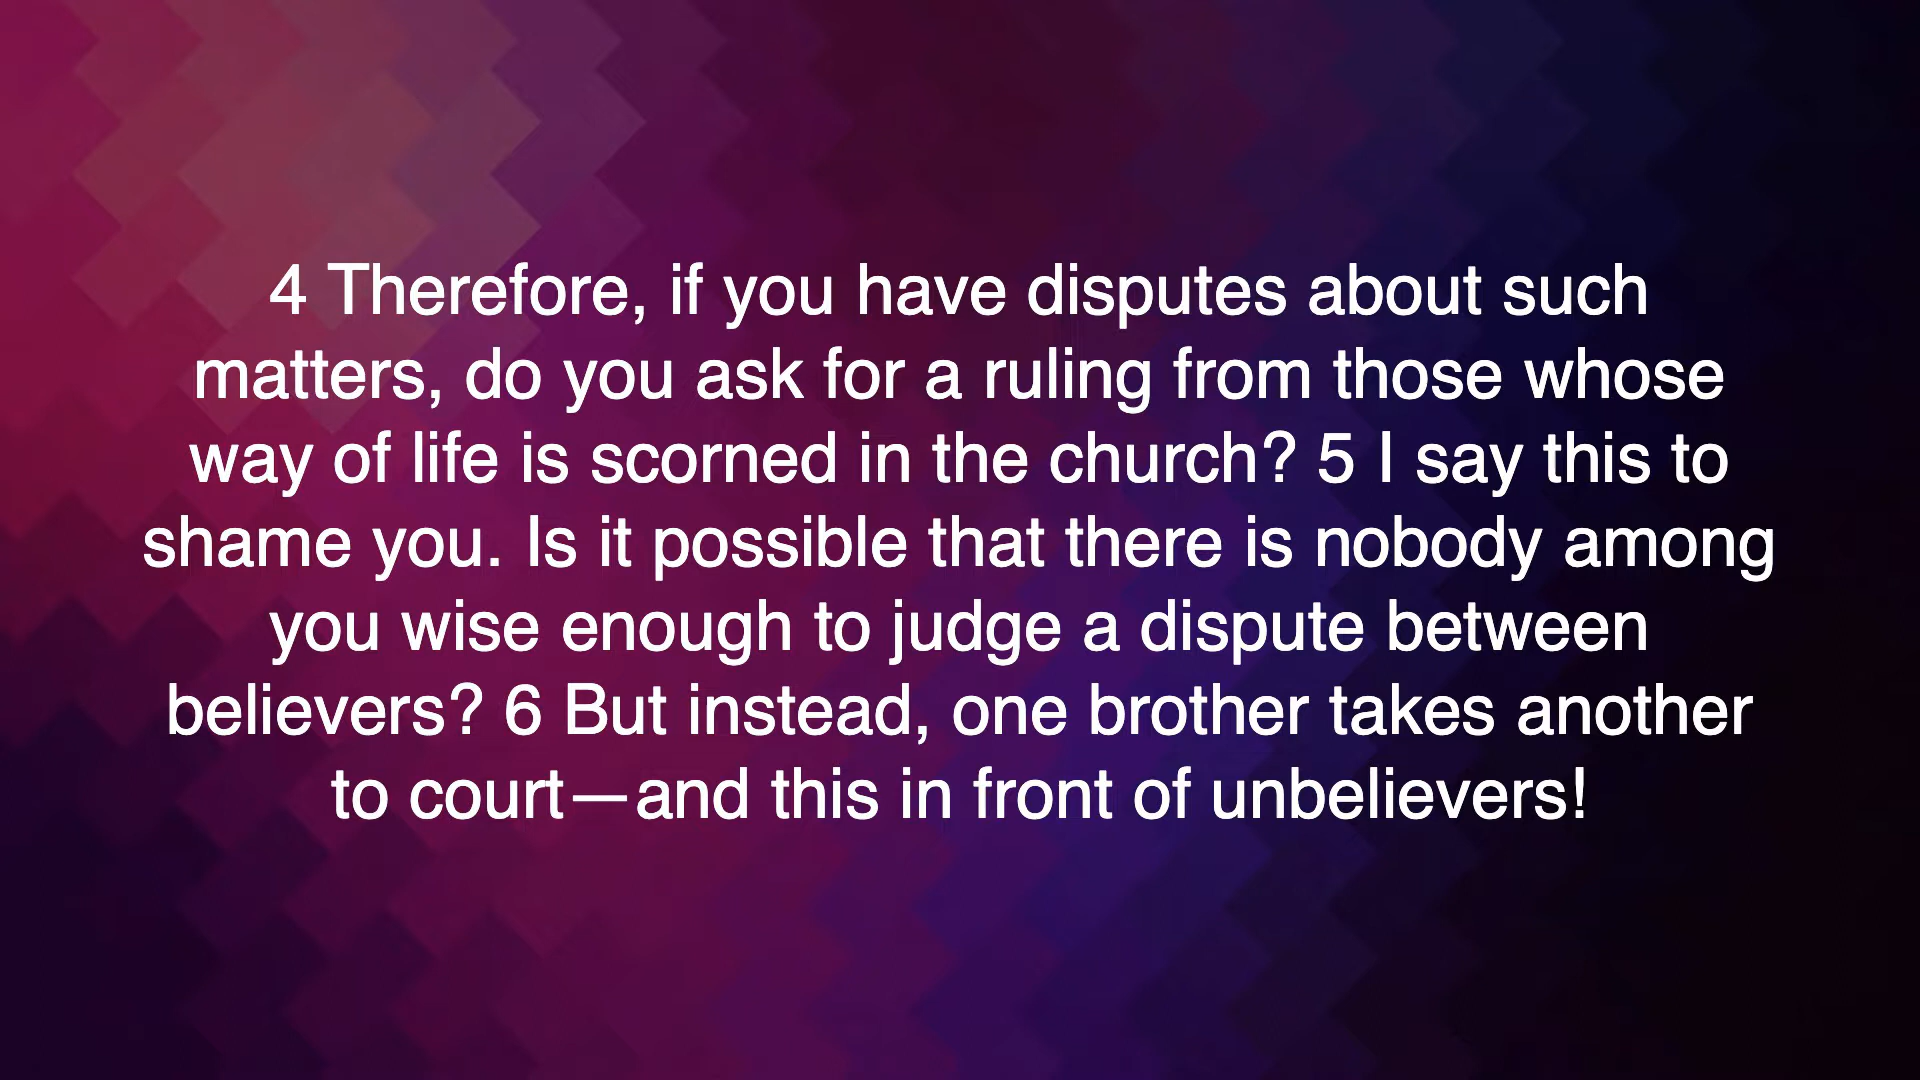 4 Therefore, if you have disputes about such
matters, do you ask for a ruling from those whose
way of life is scorned in the church? 5 I say this to
shame you. Is it possible that there is nobody among
you wise enough to judge a dispute between
believers? 6 But instead, one brother takes another
to court—and this in front of unbelievers!